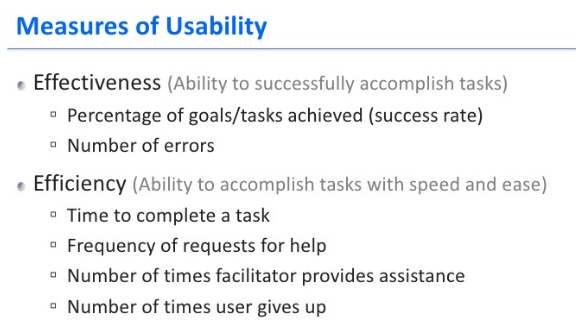 Measures of Usability
Effectiveness (Ability to successfully accomplish tasks)
Percentage of goals/tasks achieved (success rate)
Number of errors
Efficiency (Ability to accomplish tasks with speed and ease)
Time to complete a task
Frequency of requests for help
Number of times facilitator provides assistance
Number of times user gives up